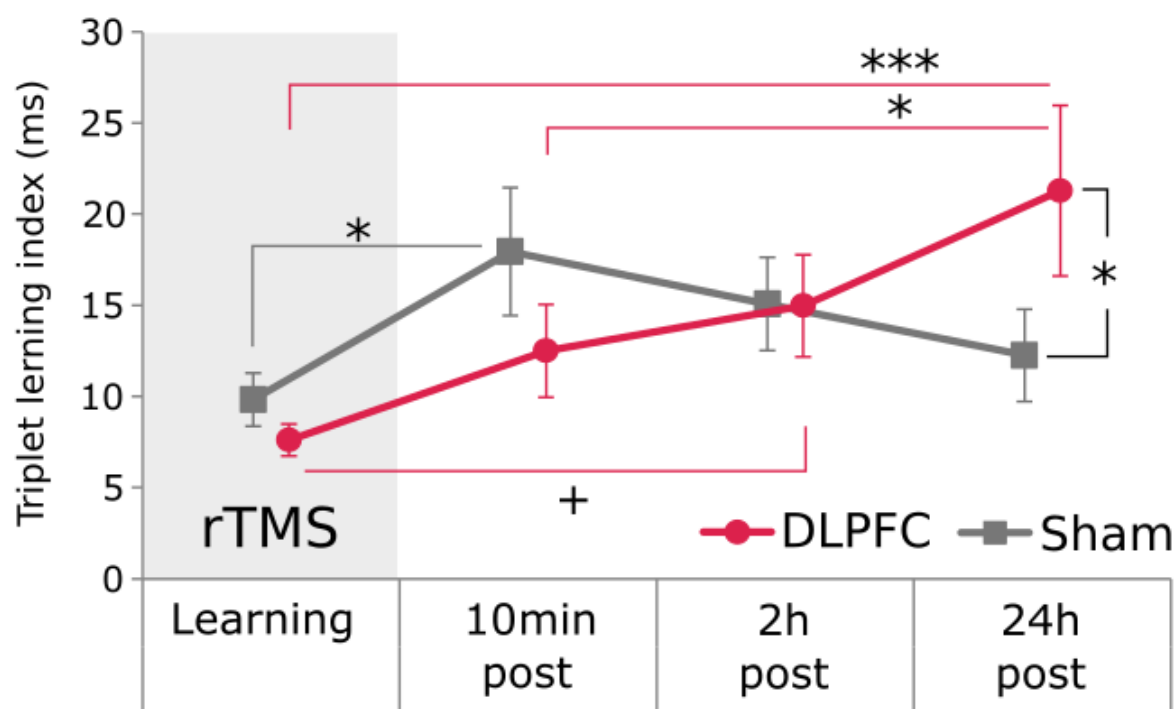 Triplet lerning index (ms)
30
25
20
15
10
5
0
***
*
*
*
+
rTMS
DLPFC
Sham
Learning
10min
post
2h
post
24h
post